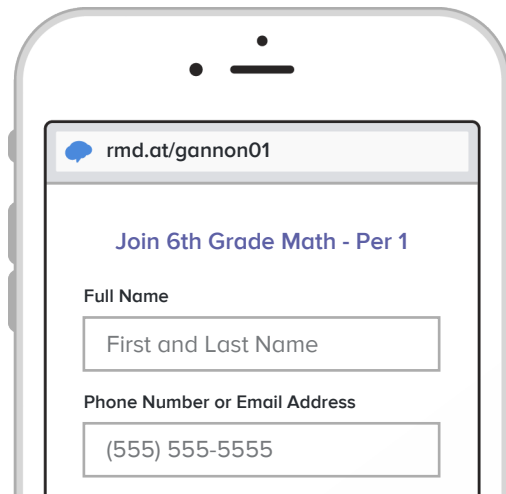 rmd.at/gannon01
Join 6th Grade Math - Per 1
Full Name
First and Last Name
Phone Number or Email Address
(555) 555-5555